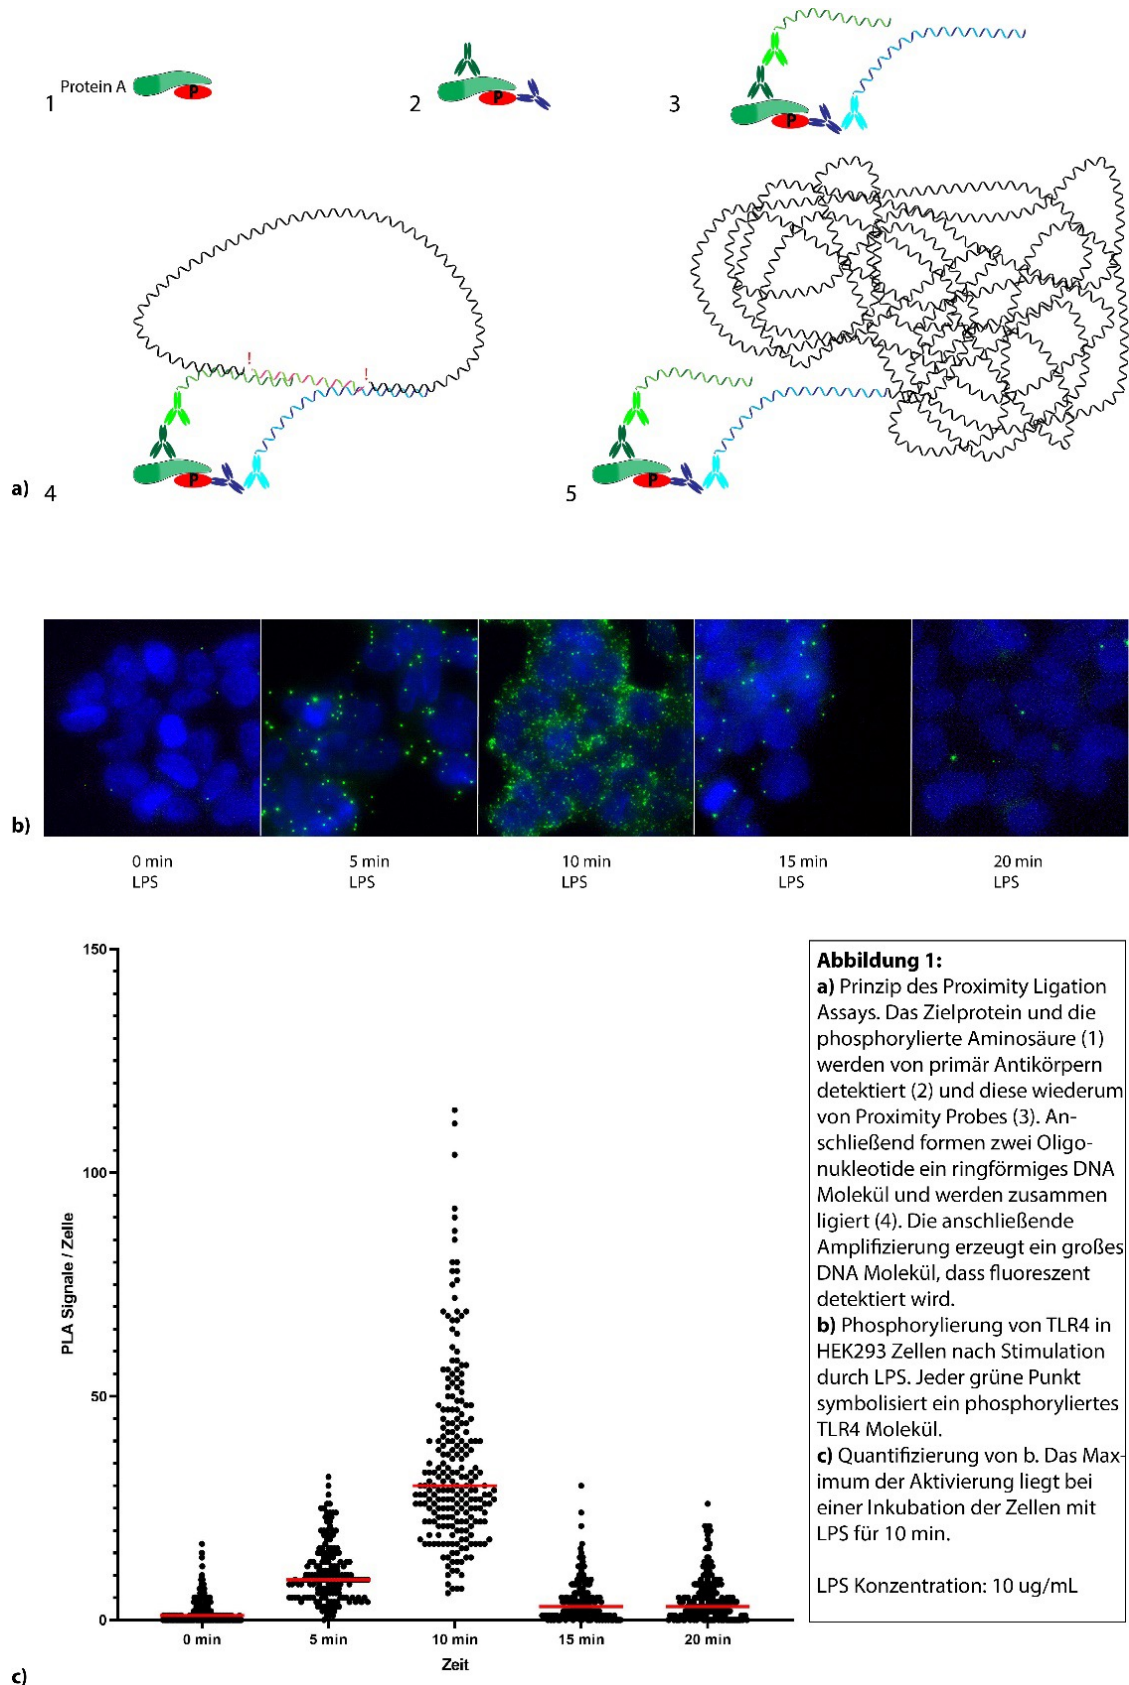 Protein A
P
1
P
2
P
3
!
!
P
4
P
5
a)
b)
0 min
LPS
5 min
LPS
10 min
LPS
15 min
LPS
20 min
LPS
150
100
50
0
PLA Signale / Zelle
0 min
5 min
10 min
15 min
20 min
Zeit
c)
Abbildung 1:
a) Prinzip des Proximity Ligation
Assays. Das Zielprotein und die
phosphorylierte Aminosäure (1)
werden von primär Antikörpern
detektiert (2) und diese wiederum
von Proximity Probes (3). An-
schließend formen zwei Oligo-
nukleotide ein ringförmiges DNA
Molekül und werden zusammen
ligiert (4). Die anschließende
Amplifizierung erzeugt ein großes
DNA Molekül, dass fluoreszent
detektiert wird.
b) Phosphorylierung von TLR4 in
HEK293 Zellen nach Stimulation
durch LPS. Jeder grüne Punkt
symbolisiert ein phosphoryliertes
TLR4 Molekül.
c) Quantifizierung von b. Das Max-
imum der Aktivierung liegt bei
einer Inkubation der Zellen mit
LPS für 10 min.
LPS Konzentration: 10 ug/mL